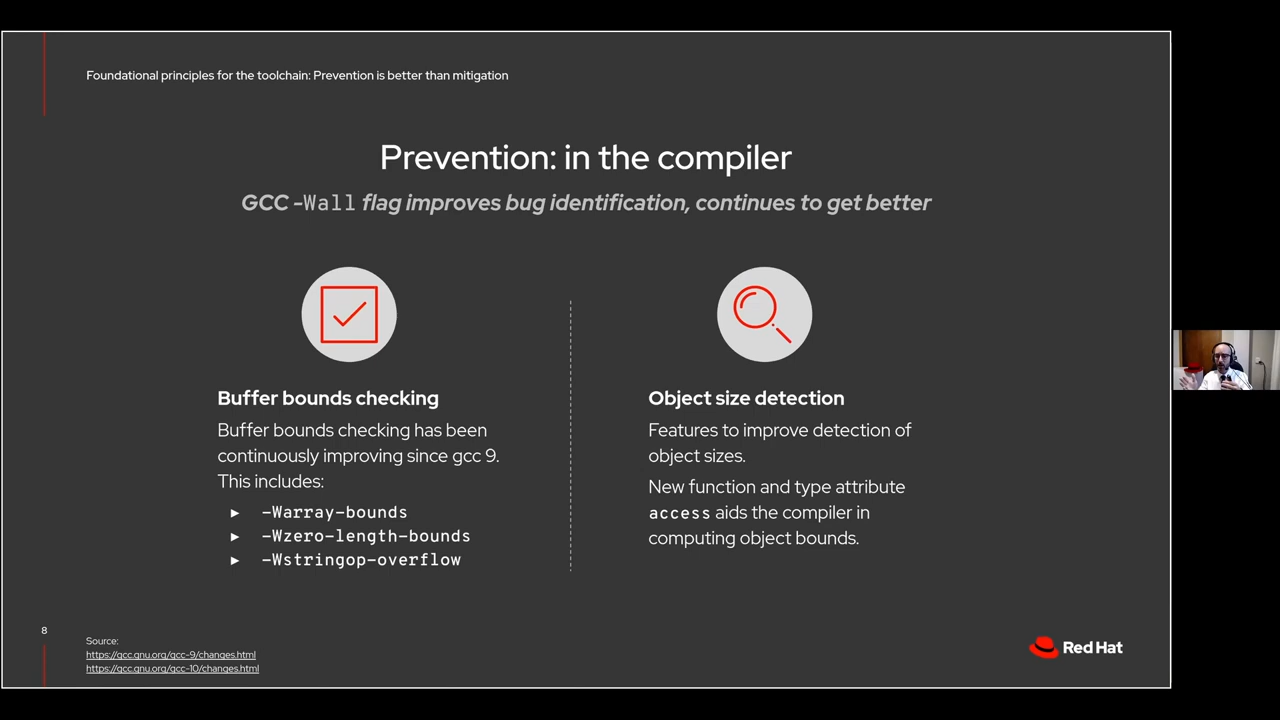 Foundational principles for the toolchain: Prevention is better than mitigation
Prevention: in the compiler
GCC -Wall flag improves bug identification, continues to get better
Buffer bounds checking
Buffer bounds checking has been
continuously improving since gcc 9.
This includes:
► -Warray-bounds
► -Wzero-length-bounds
► -Wstringop-overflow
Object size detection
Features to improve detection of
object sizes.
New function and type attribute
access aids the compiler in
computing object bounds.
8
Source:
https://gcc.gnu.org/gcc-9/changes.html
https://gcc.gnu.org/gcc-10/changes.html
Red Hat